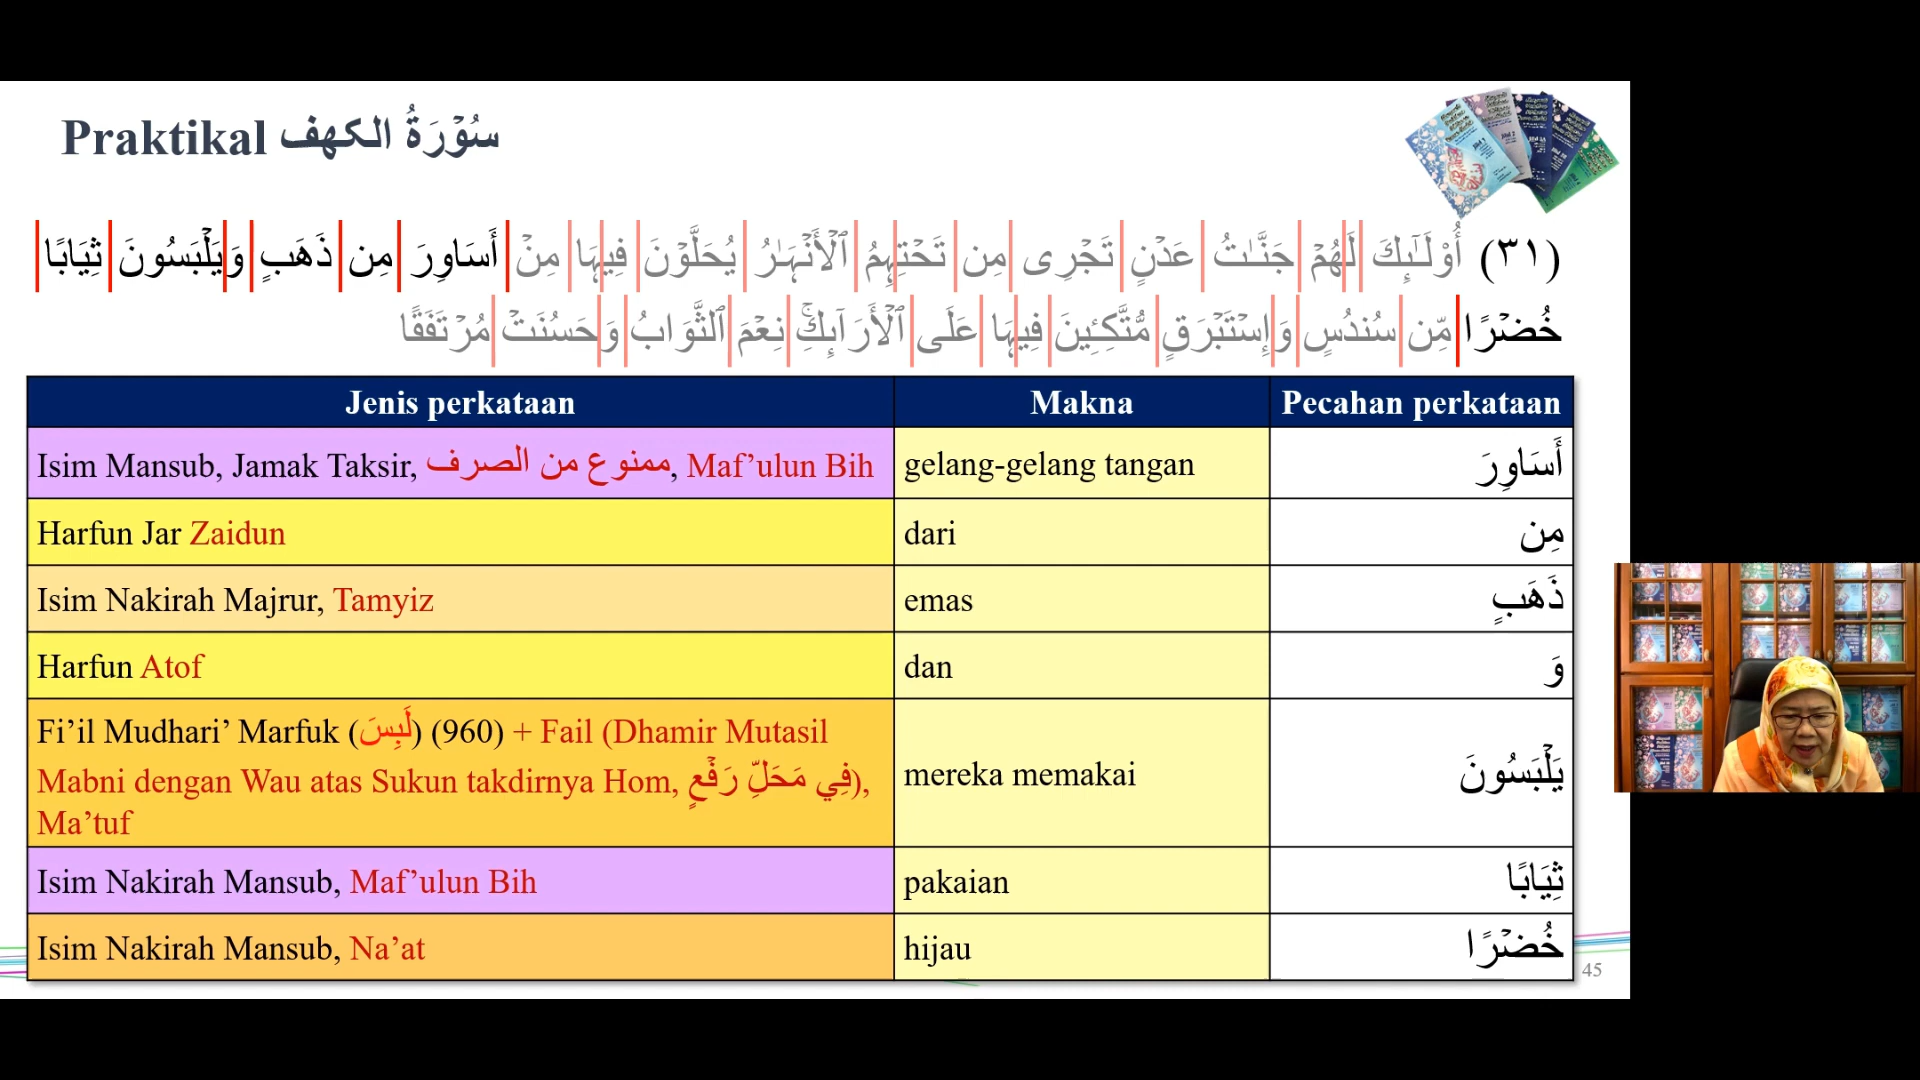 Praktikal سُوْرَةُ الكهف
(٣١) أُوْلَـٰٓئِكَ لَهُمْ جَنَّـٰتُ عَدْنٍ تَجْرِى مِن تَحْتِهِمُ ٱلْأَنْهَـٰرُ يُحَلَّوْنَ فِيهَا مِنْ أَسَاوِرَ مِن ذَهَبٍ وَيَلْبَسُونَ ثِيَابًا
خُضْرًا مِّن سُندُسٍ وَإِسْتَبْرَقٍ مُّتَّكِـِٔينَ فِيهَا عَلَى ٱلْأَرَآئِكِ ۚ نِعْمَ ٱلثَّوَابُ وَحَسُنَتْ مُرْتَفَقًا
Jenis perkataan Makna Pecahan perkataan
Isim Mansub, Jamak Taksir, ممنوع من الصرف, Maf’ulun Bih gelang-gelang tangan أَسَاوِرَ
Harfun Jar Zaidun dari مِن
Isim Nakirah Majrur, Tamyiz emas ذَهَبٍ
Harfun Atof dan وَ
Fi’il Mudhari’ Marfuk (لَبِسَ) (960) + Fail (Dhamir Mutasil
Mabni dengan Wau atas Sukun takdirnya Hom, فِي مَحَلِّ رَفْعٍ),
Ma’tuf
mereka memakai يَلْبَسُونَ
Isim Nakirah Mansub, Maf’ulun Bih pakaian ثِيَابًا
Isim Nakirah Mansub, Na’at hijau خُضْرًا
45